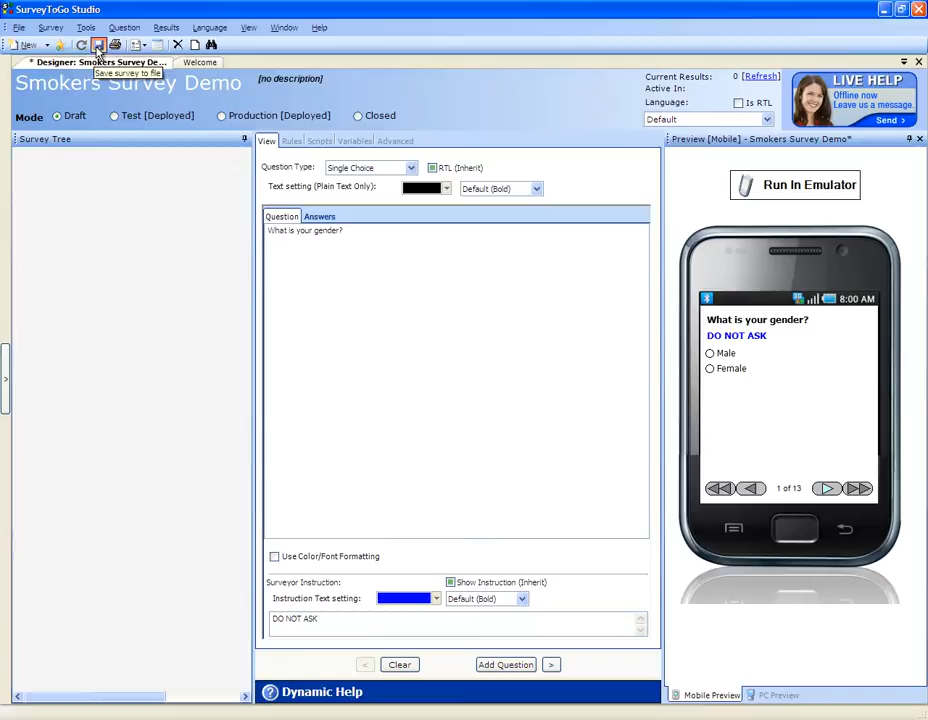 SurveyToGo Studio
File Survey Tools Question Results Language View Window Help
New
* Designer: Smokers Survey De... Welcome
Save survey to file
Smokers Survey Demo [no description]
Current Results: 0 [Refresh]
Active In:
Language: Is RTL
Default
LIVE HELP
Offline now
Leave us a message.
Send >
Mode Draft Test [Deployed] Production [Deployed] Closed
Survey Tree
View Rules Scripts Variables Advanced
Question Type: Single Choice RTL (Inherit)
Text setting (Plain Text Only): Default (Bold)
Question Answers
What is your gender?
Use Color/Font Formatting
Surveyor Instruction: Show Instruction (Inherit)
Instruction Text setting: Default (Bold)
DO NOT ASK
< Clear Add Question >
? Dynamic Help
Preview [Mobile] - Smokers Survey Demo*
Run In Emulator
3G 8:00 AM
What is your gender?
DO NOT ASK
Male
Female
1 of 13
Mobile Preview PC Preview